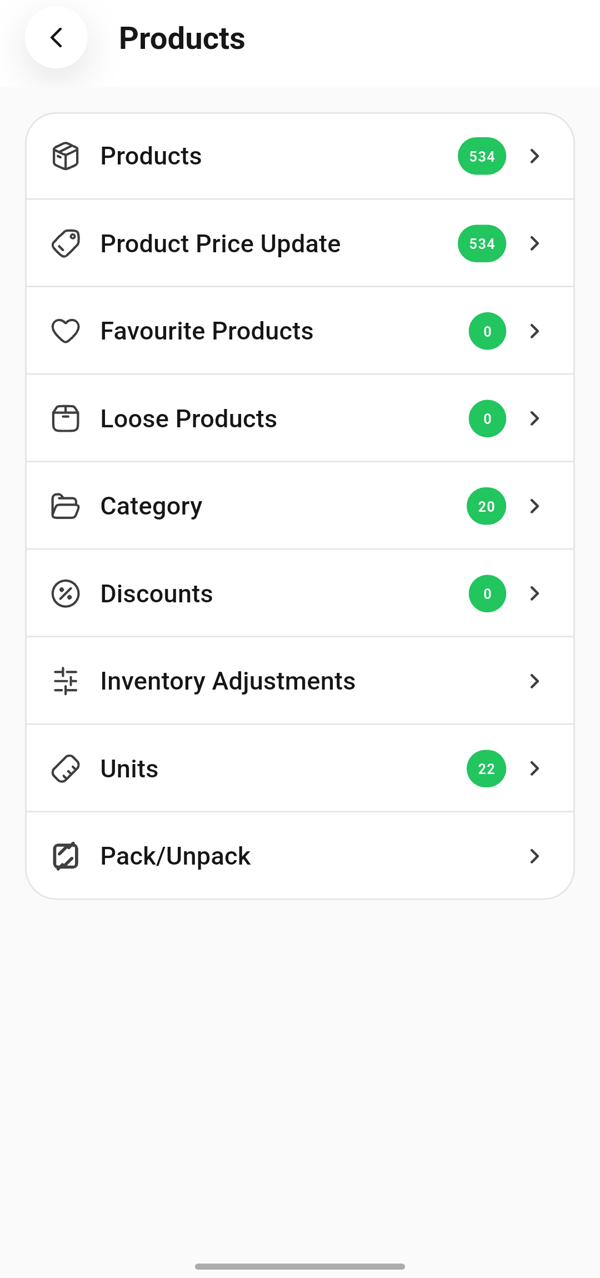 Products
Products 534
Product Price Update 534
Favourite Products 0
Loose Products 0
Category 20
Discounts 0
Inventory Adjustments
Units 22
Pack/Unpack